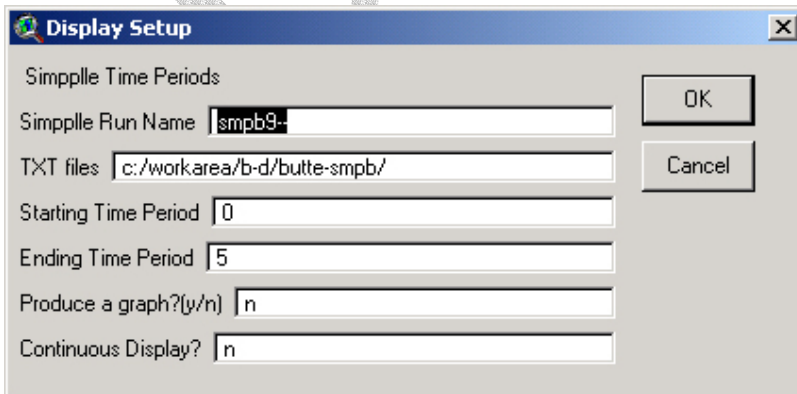 Display Setup
Simpplle Time Periods
Simpplle Run Name smpb9--
OK
TXT files c:/workarea/b-d/butte-smpb/
Cancel
Starting Time Period 0
Ending Time Period 5
Produce a graph?(y/n) n
Continuous Display? n